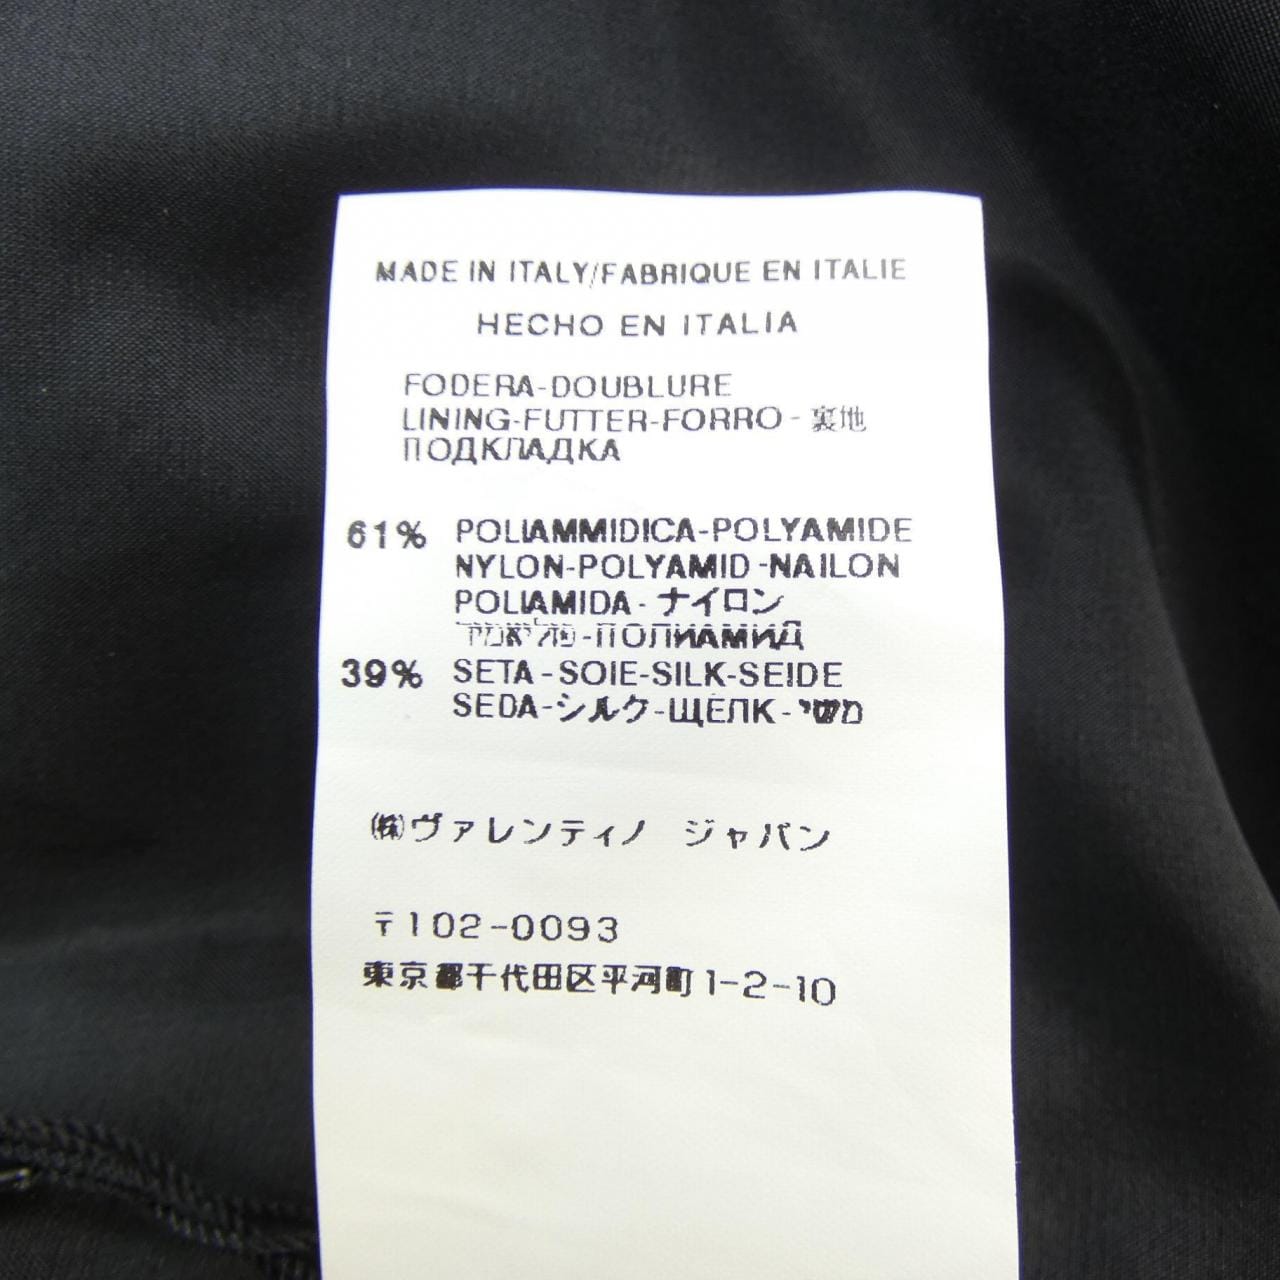 MADE IN ITALY/FABRIQUE EN ITALIE
HECHO EN ITALIA
FODERA-DOUBLURE
LINING-FUTTER-FORRO-裏地
ПОДКЛАДКА
61% POLIAMMIDICA-POLYAMIDE
NYLON-POLYAMID-NAILON
POLIAMIDA-ナイロン
פוליאמיד-ПОЛИАМИД
39% SETA-SOIE-SILK-SEIDE
SEDA-シルク-ЩЕЛК-משי
㈱ヴァレンティノ ジャパン
〒102-0093
東京都千代田区平河町1-2-10